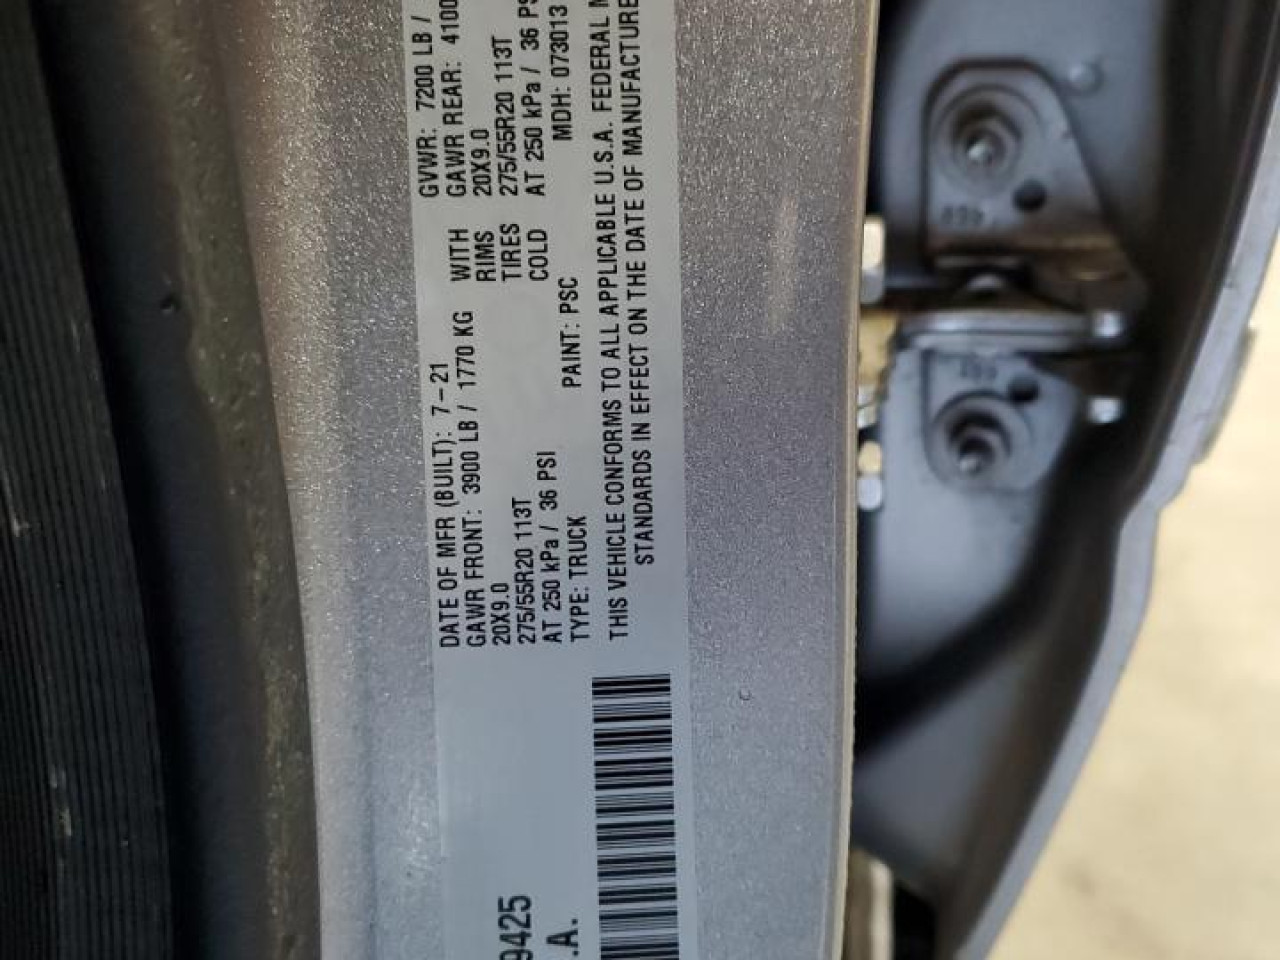 DATE OF MFR (BUILT): 7-21 GVWR: 7200 LB /
GAWR FRONT: 3900 LB / 1770 KG WITH GAWR REAR: 4100
20X9.0 RIMS 20X9.0
275/55R20 113T TIRES 275/55R20 113T
AT 250 kPa / 36 PSI COLD AT 250 kPa / 36 PS
TYPE: TRUCK PAINT: PSC MDH: 073013
THIS VEHICLE CONFORMS TO ALL APPLICABLE U.S.A. FEDERAL M
STANDARDS IN EFFECT ON THE DATE OF MANUFACTURE
9425
.A.